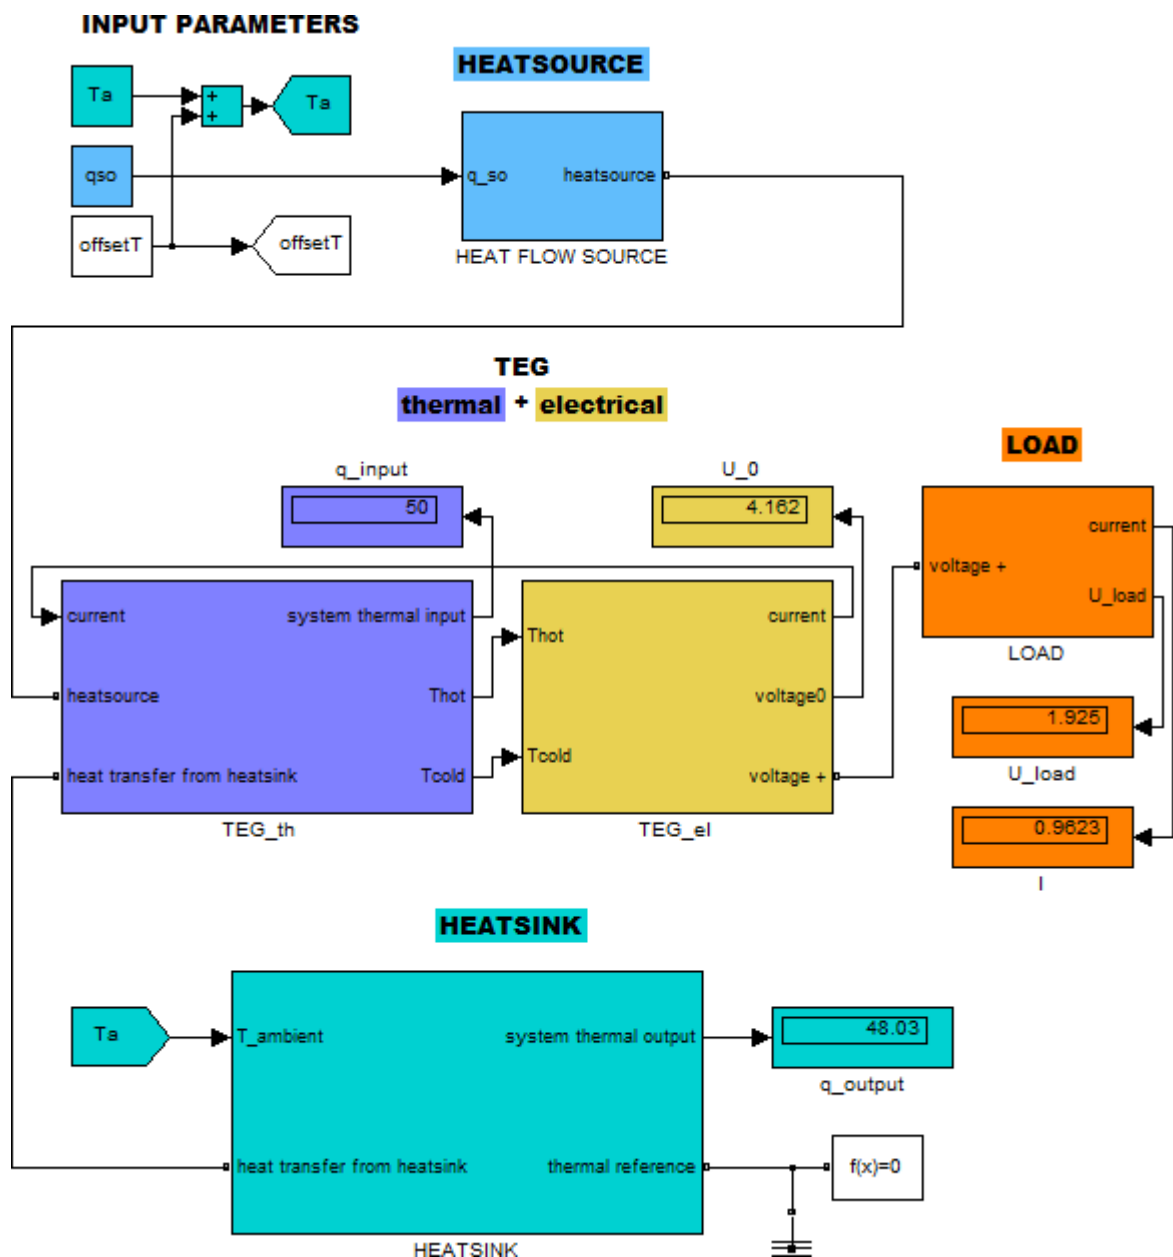 INPUT PARAMETERS
HEATSOURCE
Ta
+
+
Ta
qso
q_so
heatsource
offsetT
offsetT
HEAT FLOW SOURCE
TEG
thermal + electrical
LOAD
q_input
50
U_0
4.162
current
voltage +
U_load
LOAD
current
system thermal input
heatsource
Thot
heat transfer from heatsink
Tcold
TEG_th
Thot
current
voltage0
Tcold
voltage +
TEG_el
1.925
U_load
0.9623
I
HEATSINK
Ta
T_ambient
system thermal output
48.03
q_output
heat transfer from heatsink
thermal reference
f(x)=0
HEATSINK